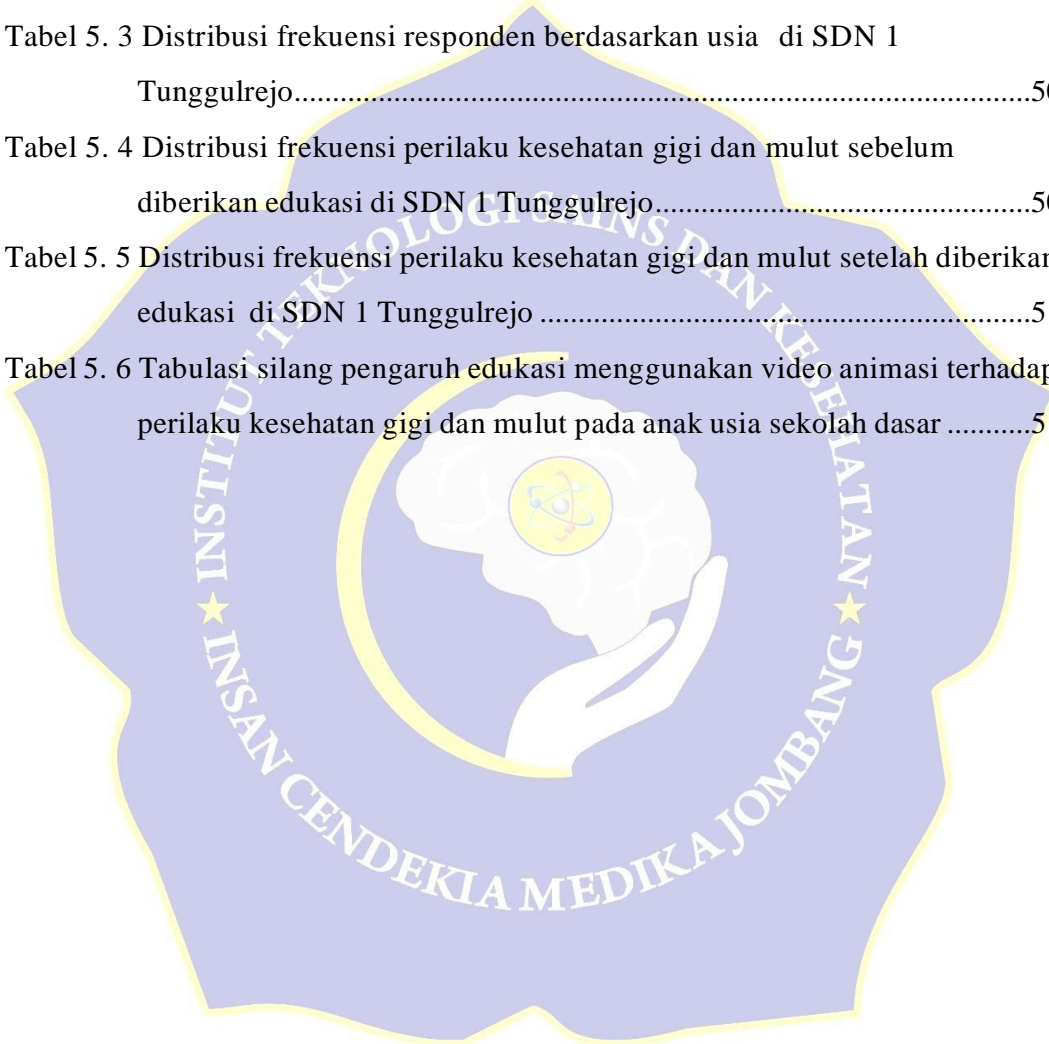 Tabel 5. 3 Distribusi frekuensi responden berdasarkan usia di SDN 1
Tunggulrejo....................................................................................50
Tabel 5. 4 Distribusi frekuensi perilaku kesehatan gigi dan mulut sebelum
diberikan edukasi di SDN 1 Tunggulrejo...........................................50
Tabel 5. 5 Distribusi frekuensi perilaku kesehatan gigi dan mulut setelah diberikan
edukasi di SDN 1 Tunggulrejo ........................................................5
Tabel 5. 6 Tabulasi silang pengaruh edukasi menggunakan video animasi terhadap
perilaku kesehatan gigi dan mulut pada anak usia sekolah dasar ...........5
INSTITUT TEKNOLOGI SAINS DAN KESEHATAN
INSAN CENDEKIA MEDIKA JOMBANG